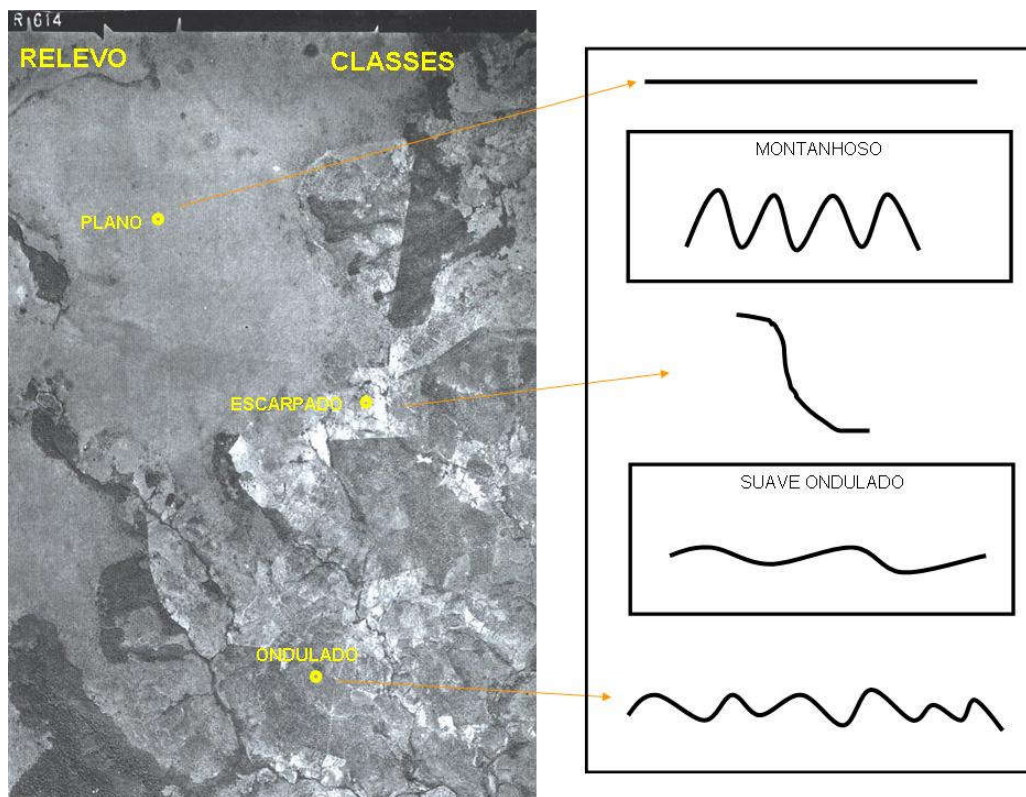 R 614
RELEVO
CLASSES
PLANO
ESCARPADO
ONDULADO
MONTANHOSO
SUAVE ONDULADO